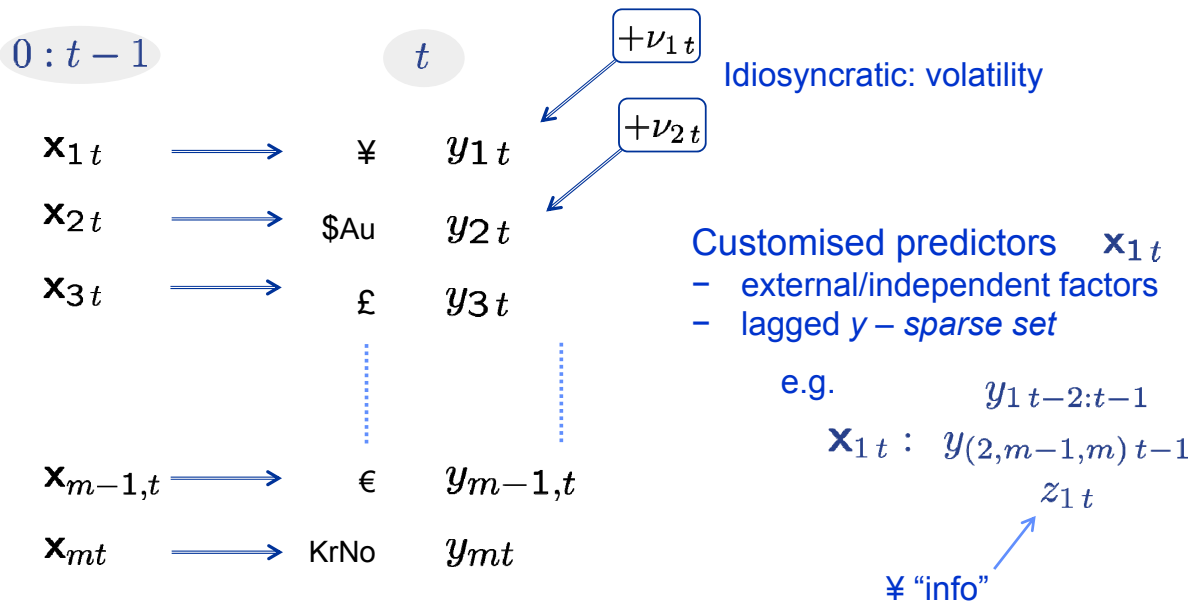 0 : t − 1
t
+ν₁ t
Idiosyncratic: volatility
+ν₂ t
x₁ t ¥ y₁ t
x₂ t $Au y₂ t
x₃ t £ y₃ t
Customised predictors x₁ t
− external/independent factors
− lagged y – sparse set
e.g.
y₁ t−2:t−1
x₁ t : y(2,m−1,m) t−1
z₁ t
xm−1,t € ym−1,t
xmt KrNo ymt
¥ “info”